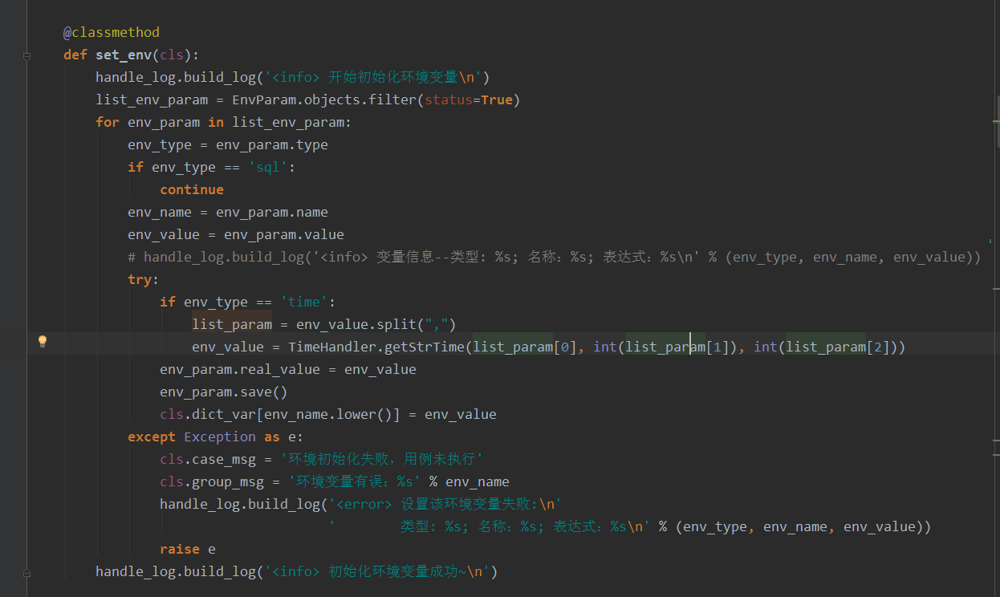 @classmethod
def set_env(cls):
    handle_log.build_log('<info> 开始初始化环境变量\n')
    list_env_param = EnvParam.objects.filter(status=True)
    for env_param in list_env_param:
        env_type = env_param.type
        if env_type == 'sql':
            continue
        env_name = env_param.name
        env_value = env_param.value
        # handle_log.build_log('<info> 变量信息--类型: %s; 名称：%s; 表达式：%s\n' % (env_type, env_name, env_value))
        try:
            if env_type == 'time':
                list_param = env_value.split(",")
                env_value = TimeHandler.getStrTime(list_param[0], int(list_param[1]), int(list_param[2]))
            env_param.real_value = env_value
            env_param.save()
            cls.dict_var[env_name.lower()] = env_value
        except Exception as e:
            cls.case_msg = '环境初始化失败，用例未执行'
            cls.group_msg = '环境变量有误：%s' % env_name
            handle_log.build_log('<error> 设置该环境变量失败:\n'
                                 '        类型: %s; 名称：%s; 表达式：%s\n' % (env_type, env_name, env_value))
            raise e
    handle_log.build_log('<info> 初始化环境变量成功~\n')